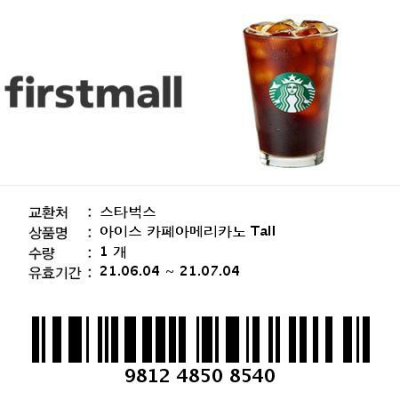 firstmall
교환처 : 스타벅스
상품명 : 아이스 카페아메리카노 Tall
수량 : 1 개
유효기간 : 21.06.04 ~ 21.07.04
9812 4850 8540